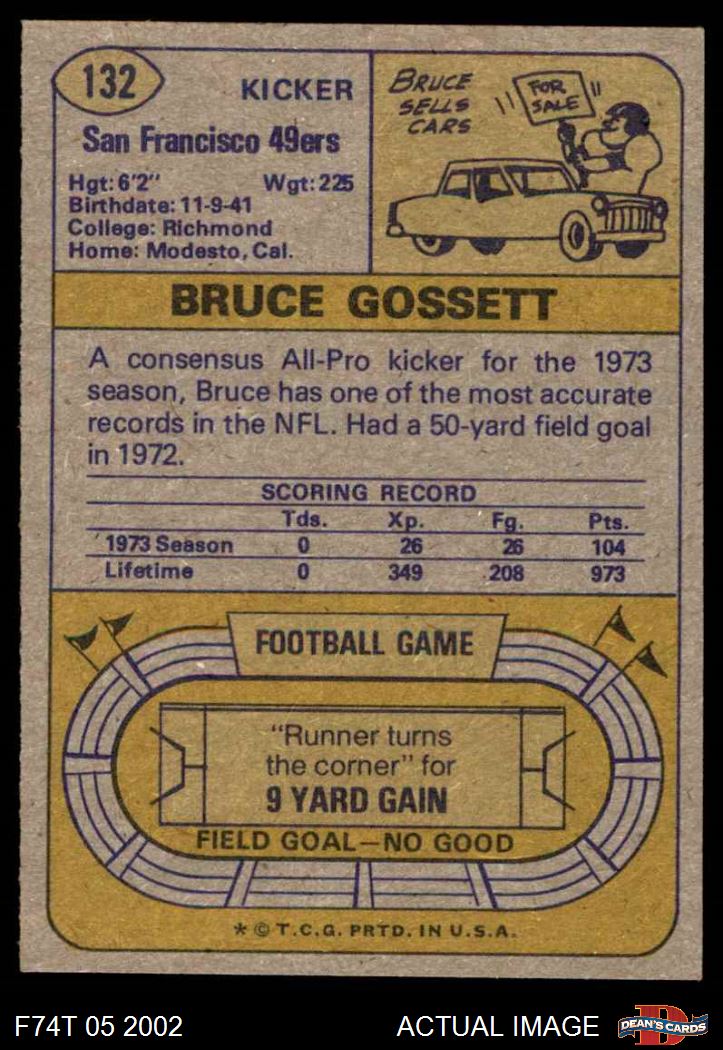 132
KICKER
San Francisco 49ers
Hgt: 6'2" Wgt: 225
Birthdate: 11-9-41
College: Richmond
Home: Modesto, Cal.
BRUCE
SELLS
CARS
FOR
SALE
BRUCE GOSSETT
A consensus All-Pro kicker for the 1973
season, Bruce has one of the most accurate
records in the NFL. Had a 50-yard field goal
in 1972.
SCORING RECORD
Tds. Xp. Fg. Pts.
1973 Season 0 26 26 104
Lifetime 0 349 208 973
FOOTBALL GAME
"Runner turns
the corner" for
9 YARD GAIN
FIELD GOAL—NO GOOD
* © T.C.G. PRTD. IN U.S.A.
F74T 05 2002 ACTUAL IMAGE
D
DEAN'S CARDS